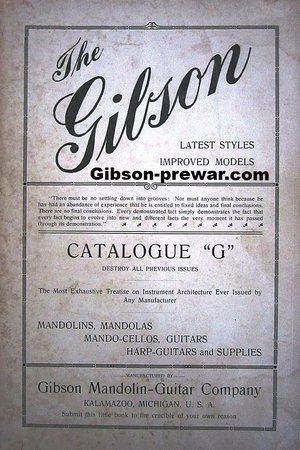 The
Gibson
LATEST STYLES
IMPROVED MODELS
Gibson-prewar.com
"There must be no settling down into grooves: Nor must anyone think because he
has had an abundance of experience that he is entitled to fixed ideas and final conclusions.
There are no final conclusions. Every demonstrated fact simply demonstrates the fact that
every fact begins to evolve into new and different facts the very moment it has passed
through its demonstration."
CATALOGUE "G"
DESTROY ALL PREVIOUS ISSUES
The Most Exhaustive Treatise on Instrument Architecture Ever Issued by
Any Manufacturer
MANDOLINS, MANDOLAS
MANDO-CELLOS, GUITARS
HARP-GUITARS and SUPPLIES
MANUFACTURED BY
Gibson Mandolin-Guitar Company
KALAMAZOO, MICHIGAN, U. S. A.
Submit this little book to the crucible of your own reason